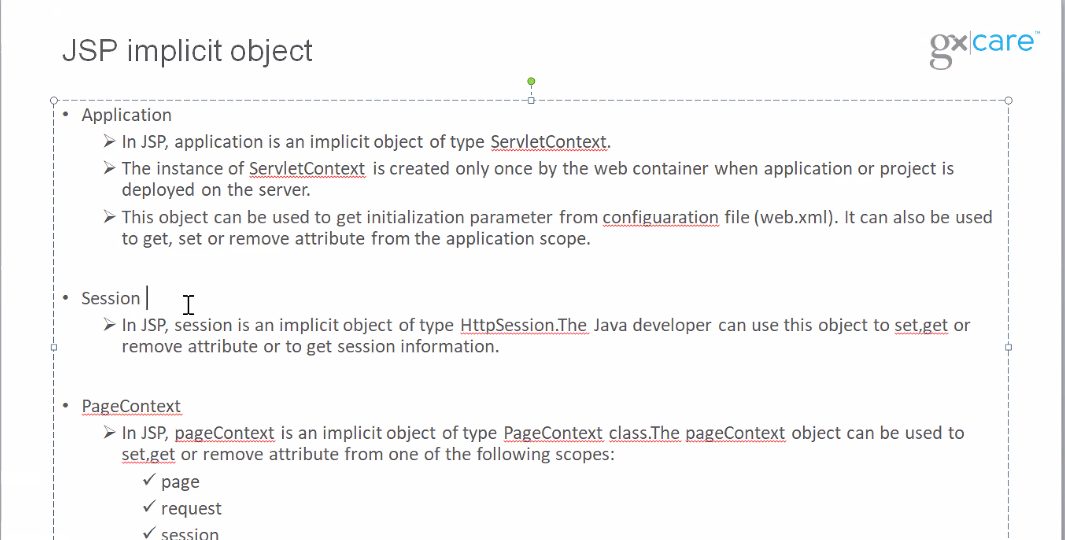 JSP implicit object
gx|care™
• Application
➢ In JSP, application is an implicit object of type ServletContext.
➢ The instance of ServletContext is created only once by the web container when application or project is
deployed on the server.
➢ This object can be used to get initialization parameter from configuaration file (web.xml). It can also be used
to get, set or remove attribute from the application scope.
• Session
➢ In JSP, session is an implicit object of type HttpSession.The Java developer can use this object to set,get or
remove attribute or to get session information.
• PageContext
➢ In JSP, pageContext is an implicit object of type PageContext class.The pageContext object can be used to
set,get or remove attribute from one of the following scopes:
✓ page
✓ request
✓ session